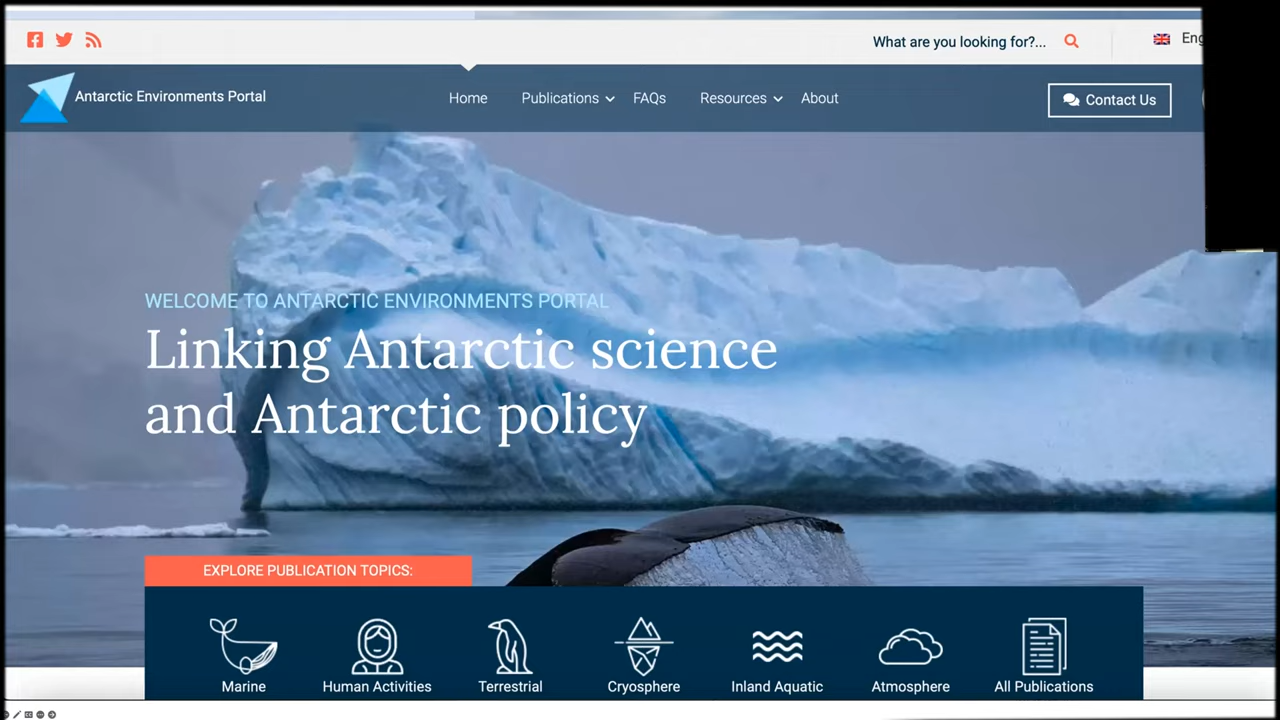 What are you looking for?...
Antarctic Environments Portal
Home Publications FAQs Resources About
Contact Us
WELCOME TO ANTARCTIC ENVIRONMENTS PORTAL
Linking Antarctic science
and Antarctic policy
EXPLORE PUBLICATION TOPICS:
Marine Human Activities Terrestrial Cryosphere Inland Aquatic Atmosphere All Publications